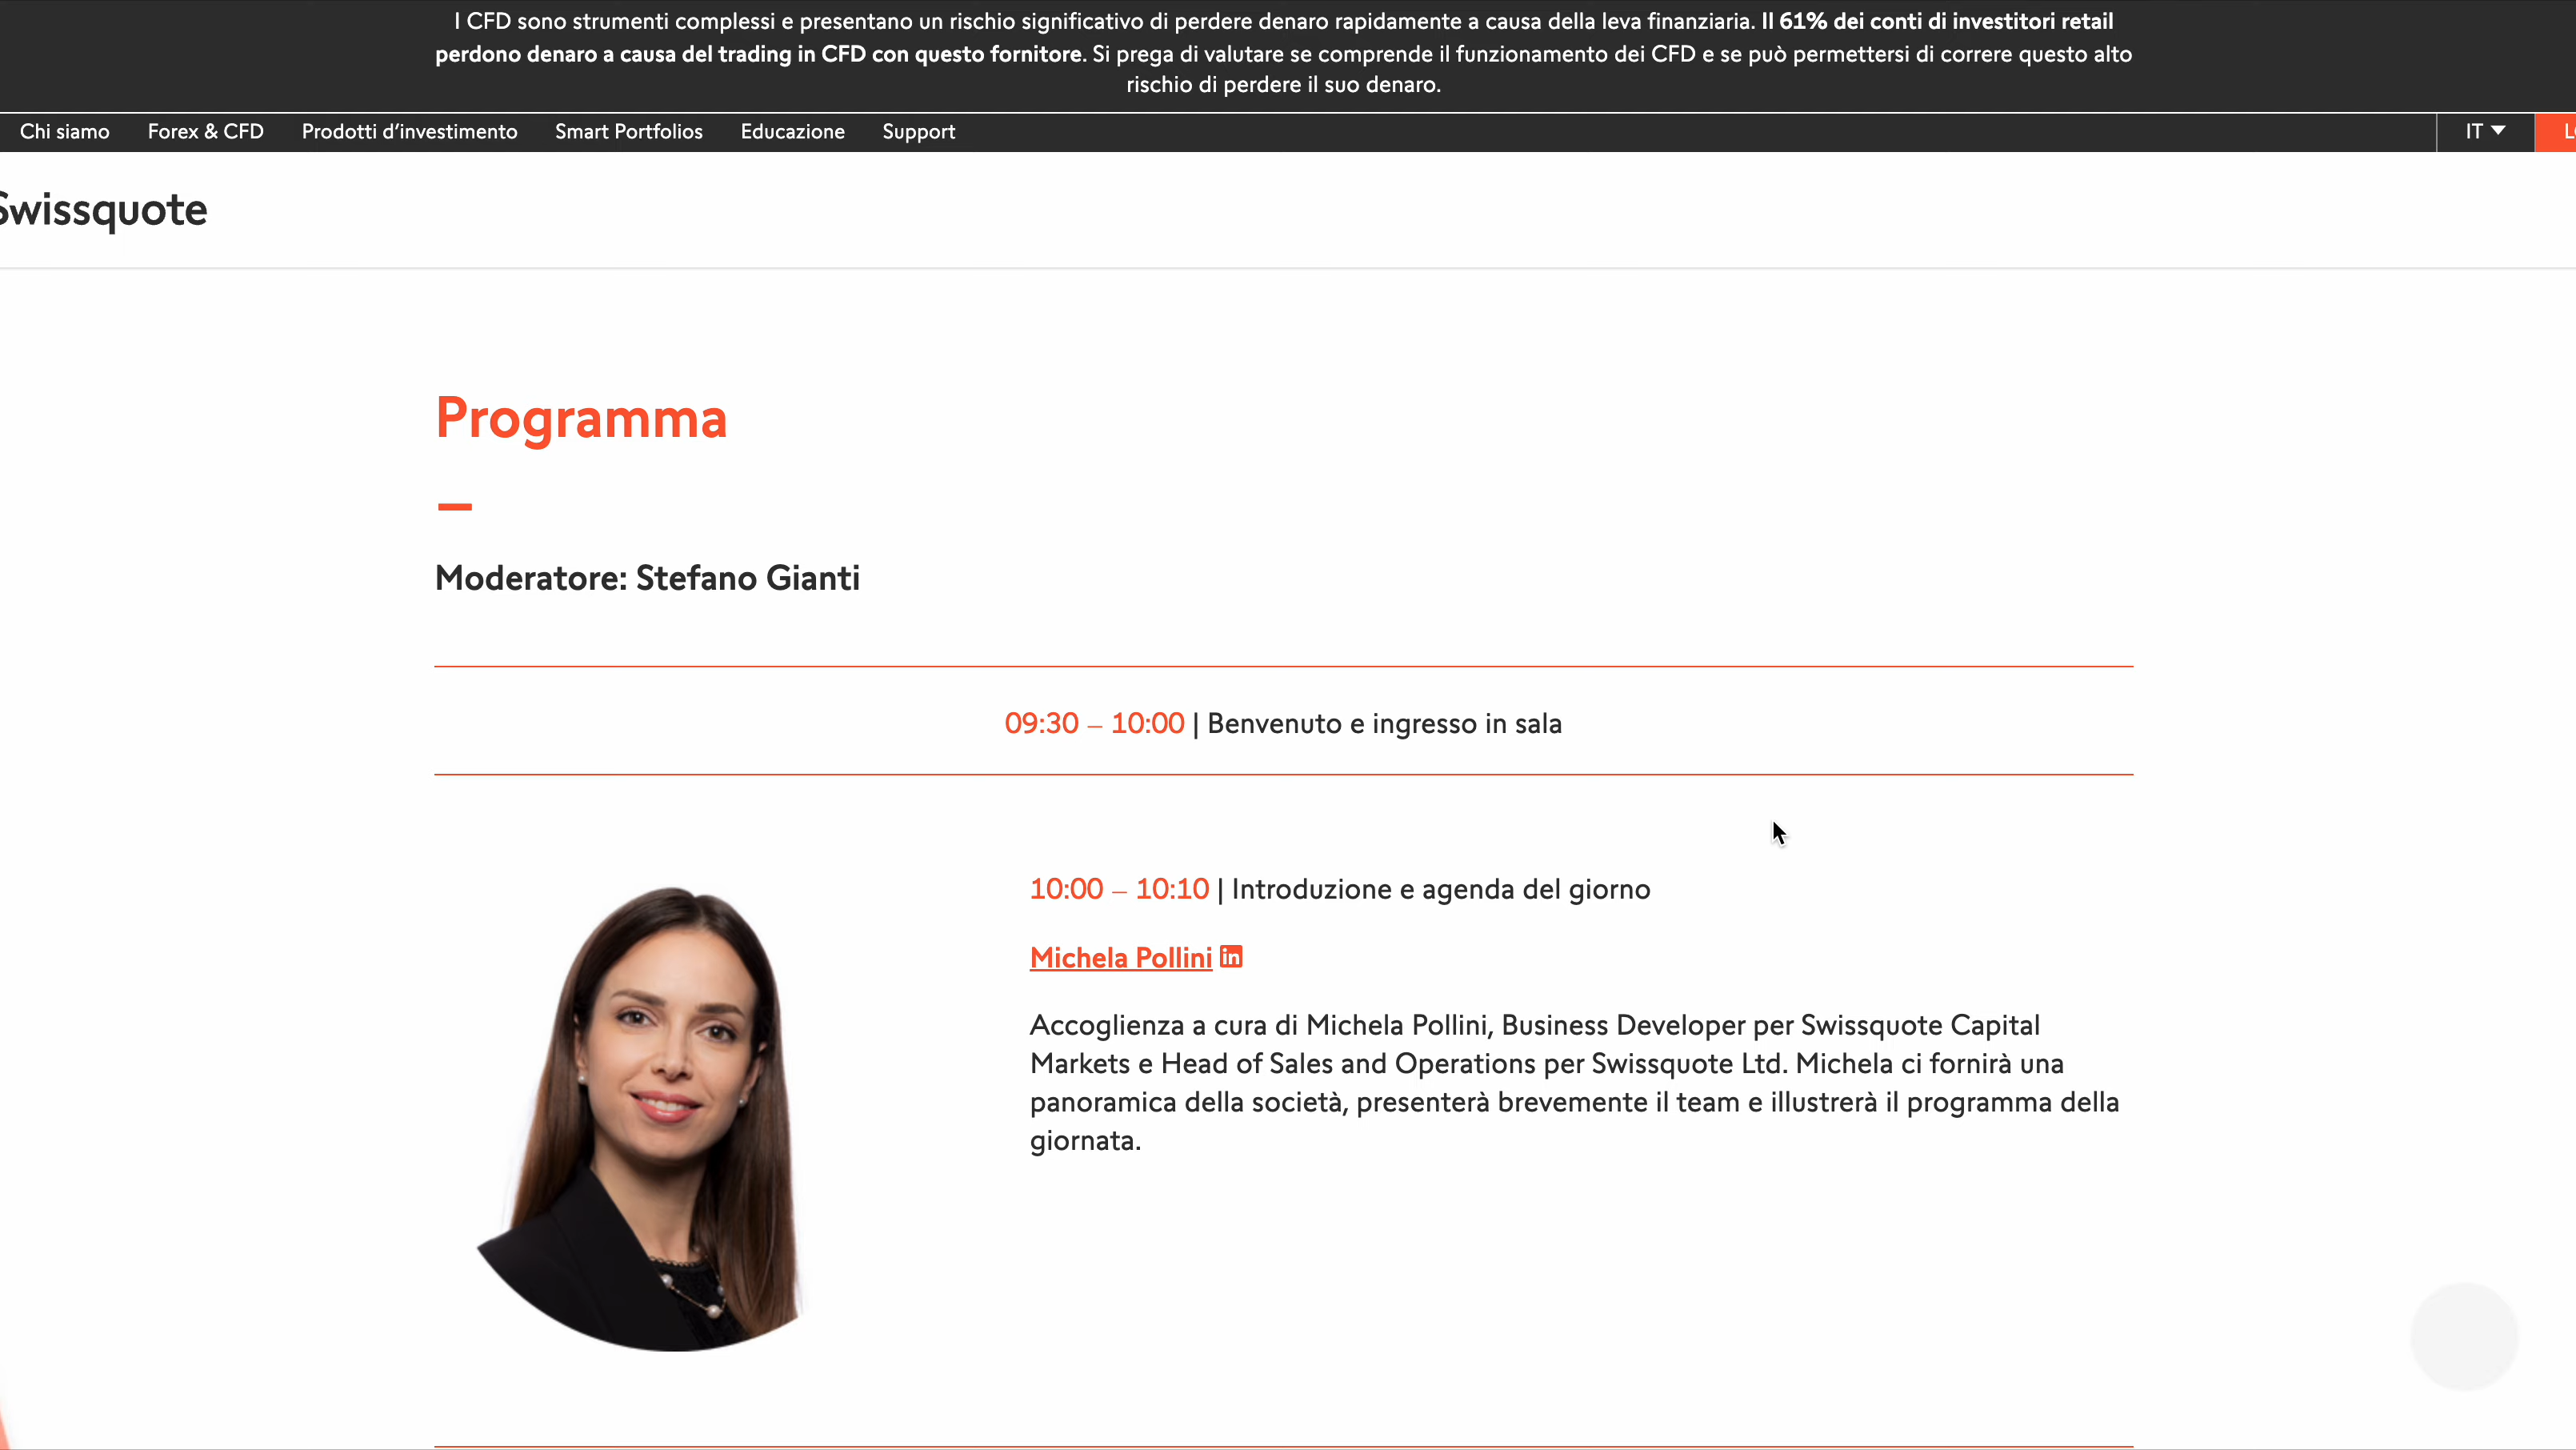 I CFD sono strumenti complessi e presentano un rischio significativo di perdere denaro rapidamente a causa della leva finanziaria. Il 61% dei conti di investitori retail
perdono denaro a causa del trading in CFD con questo fornitore. Si prega di valutare se comprende il funzionamento dei CFD e se può permettersi di correre questo alto
rischio di perdere il suo denaro.
Chi siamo Forex & CFD Prodotti d’investimento Smart Portfolios Educazione Support IT
Swissquote
Programma
Moderatore: Stefano Gianti
09:30 – 10:00 | Benvenuto e ingresso in sala
10:00 – 10:10 | Introduzione e agenda del giorno
Michela Pollini in
Accoglienza a cura di Michela Pollini, Business Developer per Swissquote Capital
Markets e Head of Sales and Operations per Swissquote Ltd. Michela ci fornirà una
panoramica della società, presenterà brevemente il team e illustrerà il programma della
giornata.